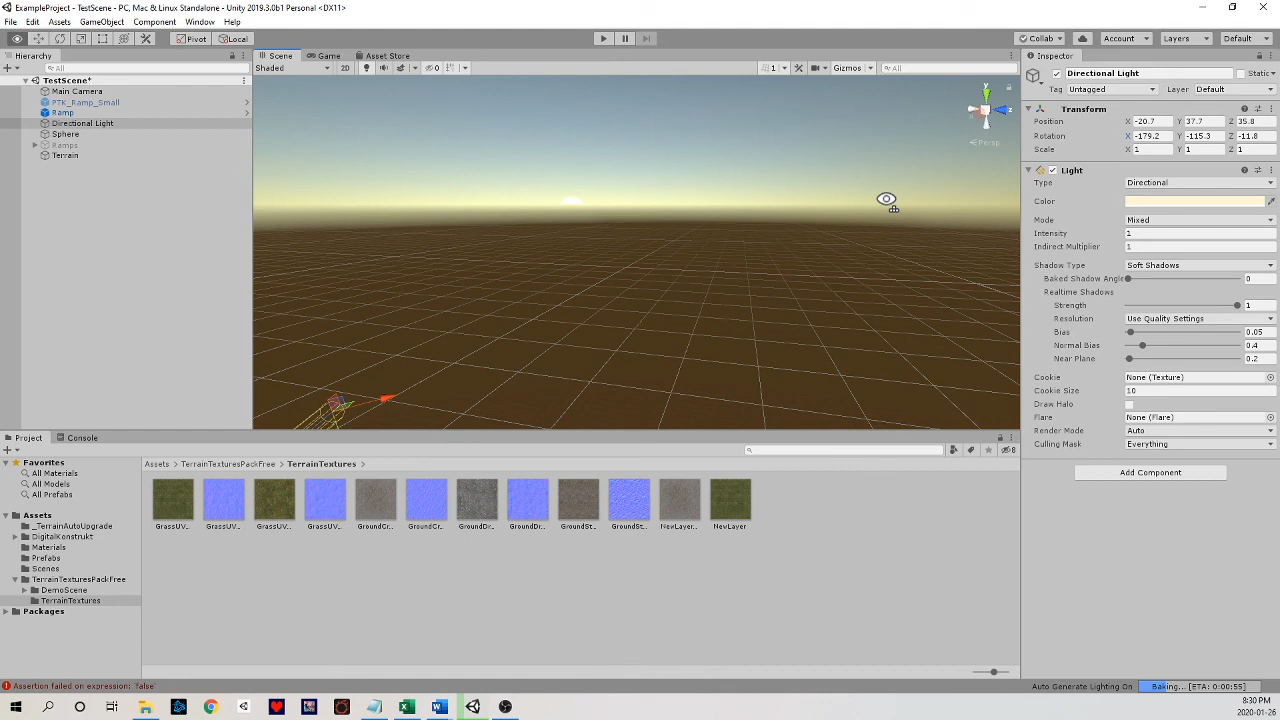 ExampleProject - TestScene - PC, Mac & Linux Standalone - Unity 2019.3.0b1 Personal <DX11>
File Edit Assets GameObject Component Window Help
Pivot Local Collab Account Layers Default
Hierarchy Scene Game Asset Store Inspector
All Shaded 2D 0 1 Gizmos All
TestScene*
Main Camera
PTK_Ramp_Small
Ramp
Directional Light
Sphere
Ramps
Terrain
y
z
Persp
Directional Light Static
Tag Untagged Layer Default
Transform
Position X -20.7 Y 37.7 Z 35.8
Rotation X -179.2 Y -115.3 Z -11.8
Scale X 1 Y 1 Z 1
Light
Type Directional
Color
Mode Mixed
Intensity 1
Indirect Multiplier 1
Shadow Type Soft Shadows
Baked Shadow Angle 0
Realtime Shadows
Strength 1
Resolution Use Quality Settings
Bias 0.05
Normal Bias 0.4
Near Plane 0.2
Cookie None (Texture)
Cookie Size 10
Draw Halo
Flare None (Flare)
Render Mode Auto
Culling Mask Everything
Add Component
Project Console
8
Favorites
All Materials
All Models
All Prefabs
Assets
_TerrainAutoUpgrade
DigitalKonstrukt
Materials
Prefabs
Scenes
TerrainTexturesPackFree
DemoScene
TerrainTextures
Packages
Assets > TerrainTexturesPackFree > TerrainTextures >
GrassUV... GrassUV... GrassUV... GrassUV... GroundCr... GroundCr... GroundDr... GroundDr... GroundSt... GroundSt... NewLayer... NewLayer
Assertion failed on expression: 'false'
Auto Generate Lighting On Baking... [ETA: 0:00:55]
8:30 PM
2020-01-26